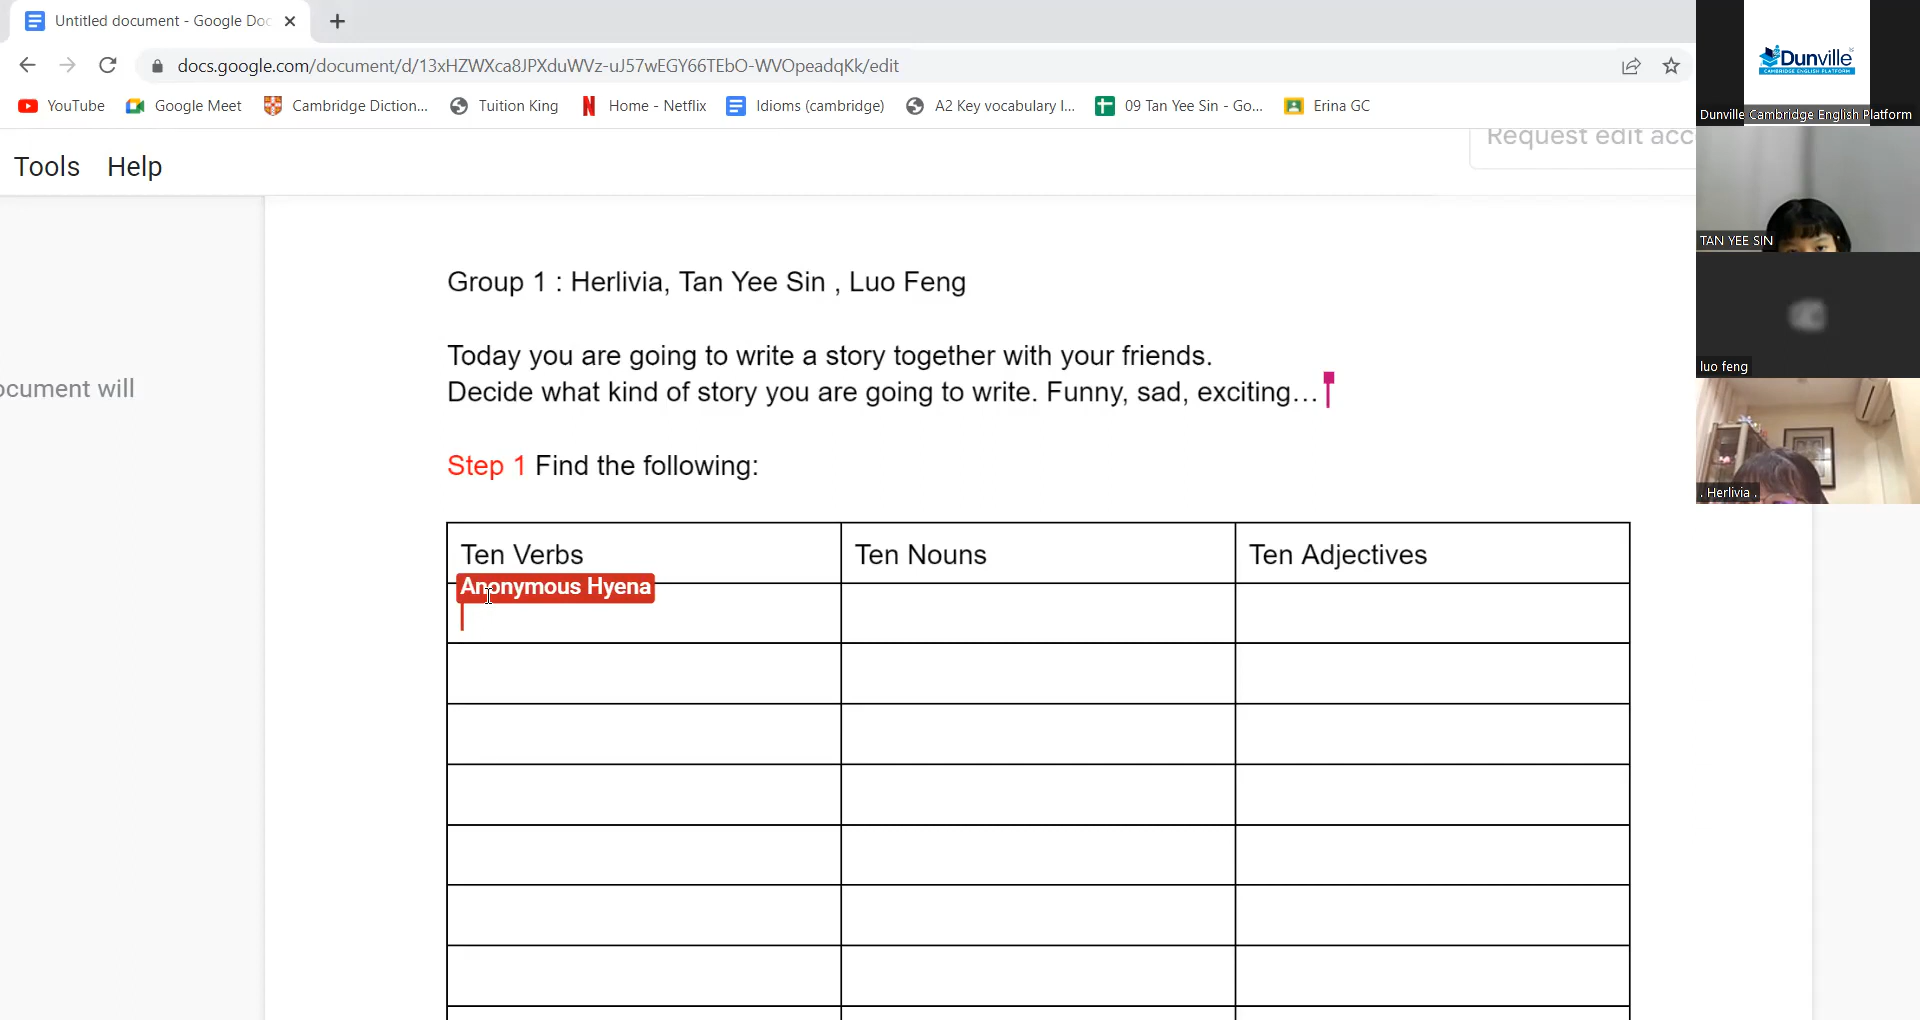 Untitled document - Google Doc
docs.google.com/document/d/13xHZWXca8JPXduWVz-uJ57wEGY66TEbO-WVOpeadqKk/edit
YouTube
Google Meet
Cambridge Diction...
Tuition King
Home - Netflix
Idioms (cambridge)
A2 Key vocabulary l...
09 Tan Yee Sin - Go...
Erina GC
Tools Help
Request edit acc
ocument will
Group 1 : Herlivia, Tan Yee Sin , Luo Feng
Today you are going to write a story together with your friends.
Decide what kind of story you are going to write. Funny, sad, exciting...
Step 1 Find the following:
Ten Verbs
Ten Nouns
Ten Adjectives
Anonymous Hyena
Dunville
CAMBRIDGE ENGLISH PLATFORM
Dunville Cambridge English Platform
TAN YEE SIN
luo feng
. Herlivia .